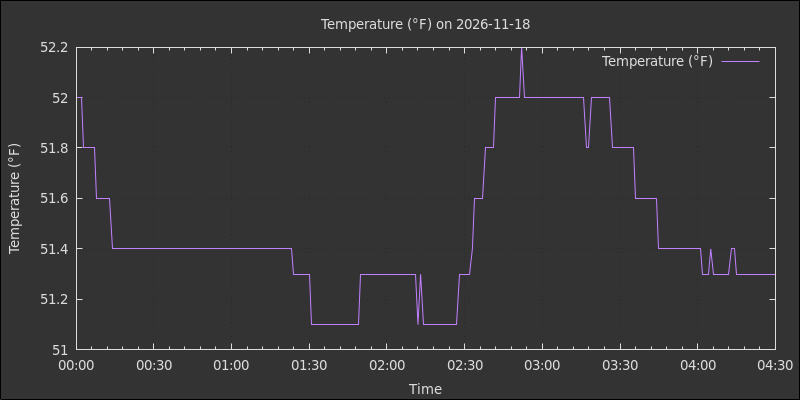 Temperature (°F) on 2026-11-18
Temperature (°F)
52.2
52
51.8
51.6
51.4
51.2
51
Temperature (°F)
00:00 00:30 01:00 01:30 02:00 02:30 03:00 03:30 04:00 04:30
Time